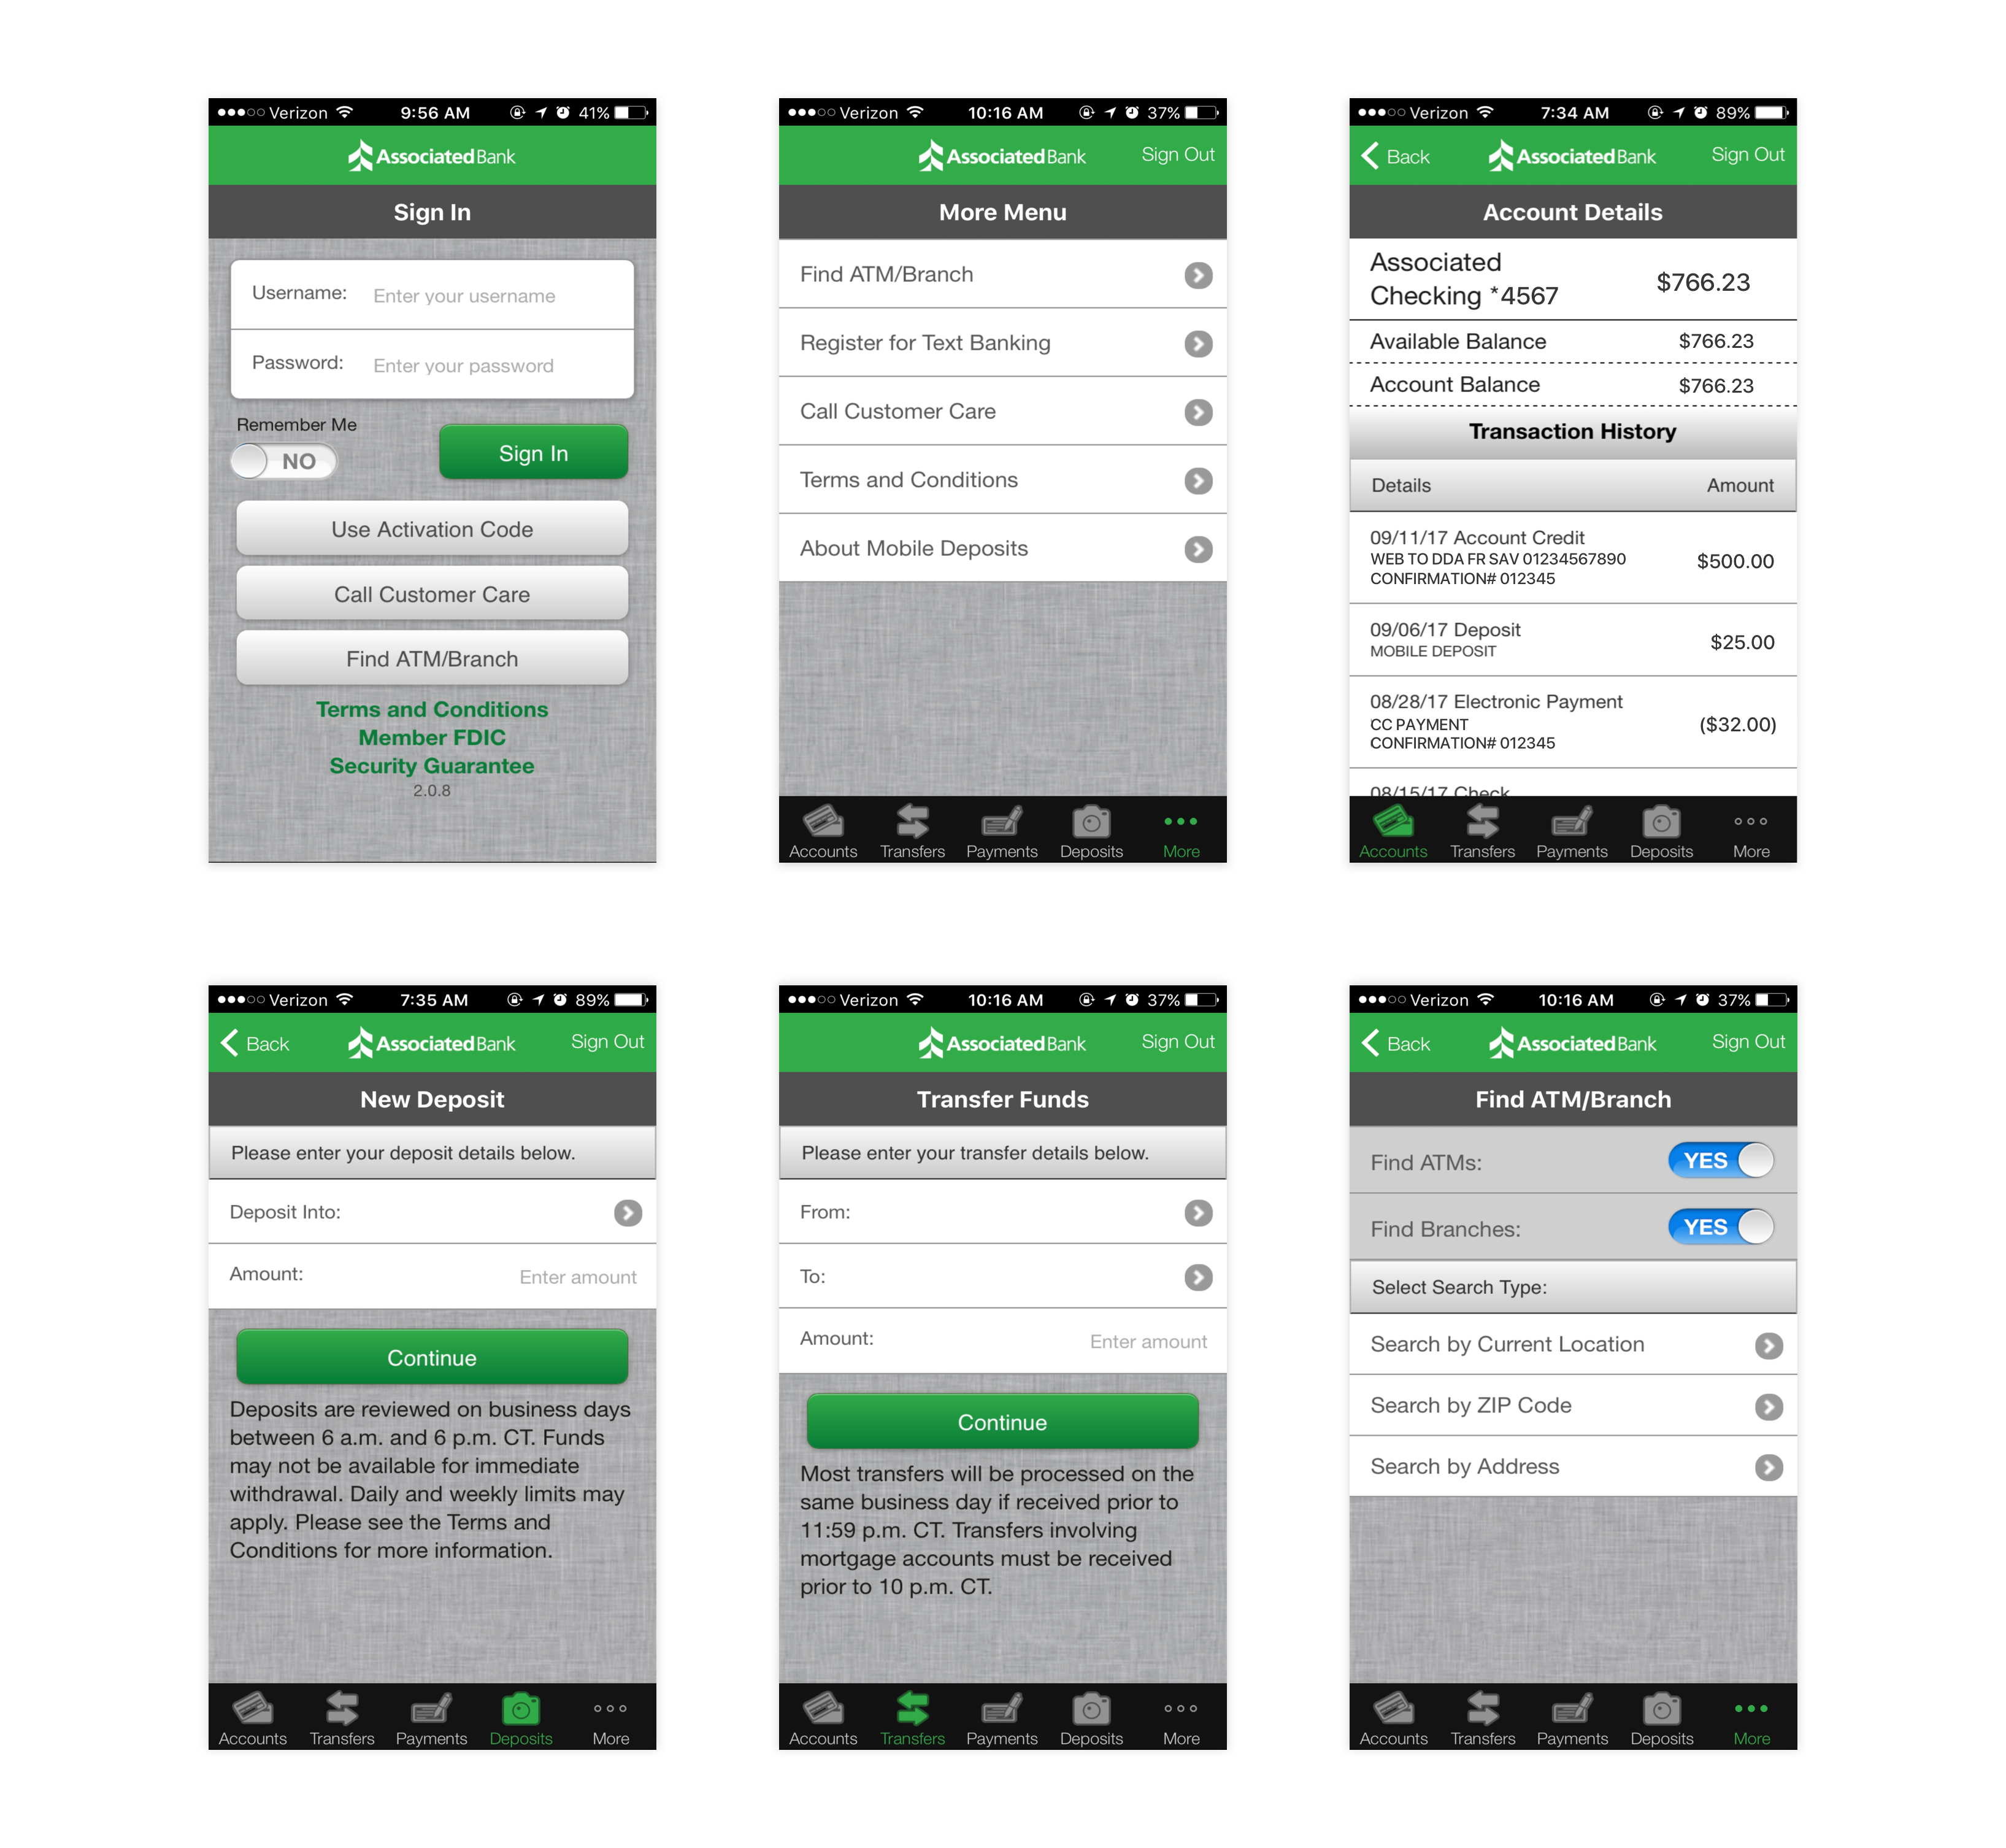 Verizon 9:56 AM 41%
AssociatedBank
Sign In
Username: Enter your username
Password: Enter your password
Remember Me
NO
Sign In
Use Activation Code
Call Customer Care
Find ATM/Branch
Terms and Conditions
Member FDIC
Security Guarantee
2.0.8
Verizon 10:16 AM 37%
AssociatedBank Sign Out
More Menu
Find ATM/Branch
Register for Text Banking
Call Customer Care
Terms and Conditions
About Mobile Deposits
Accounts Transfers Payments Deposits More
Verizon 7:34 AM 89%
Back AssociatedBank Sign Out
Account Details
Associated
Checking *4567 $766.23
Available Balance $766.23
Account Balance $766.23
Transaction History
Details Amount
09/11/17 Account Credit
WEB TO DDA FR SAV 01234567890 $500.00
CONFIRMATION# 012345
09/06/17 Deposit $25.00
MOBILE DEPOSIT
08/28/17 Electronic Payment
CC PAYMENT ($32.00)
CONFIRMATION# 012345
08/15/17 Check
Accounts Transfers Payments Deposits More
Verizon 7:35 AM 89%
Back AssociatedBank Sign Out
New Deposit
Please enter your deposit details below.
Deposit Into:
Amount: Enter amount
Continue
Deposits are reviewed on business days
between 6 a.m. and 6 p.m. CT. Funds
may not be available for immediate
withdrawal. Daily and weekly limits may
apply. Please see the Terms and
Conditions for more information.
Accounts Transfers Payments Deposits More
Verizon 10:16 AM 37%
AssociatedBank Sign Out
Transfer Funds
Please enter your transfer details below.
From:
To:
Amount: Enter amount
Continue
Most transfers will be processed on the
same business day if received prior to
11:59 p.m. CT. Transfers involving
mortgage accounts must be received
prior to 10 p.m. CT.
Accounts Transfers Payments Deposits More
Verizon 10:16 AM 37%
Back AssociatedBank Sign Out
Find ATM/Branch
Find ATMs: YES
Find Branches: YES
Select Search Type:
Search by Current Location
Search by ZIP Code
Search by Address
Accounts Transfers Payments Deposits More